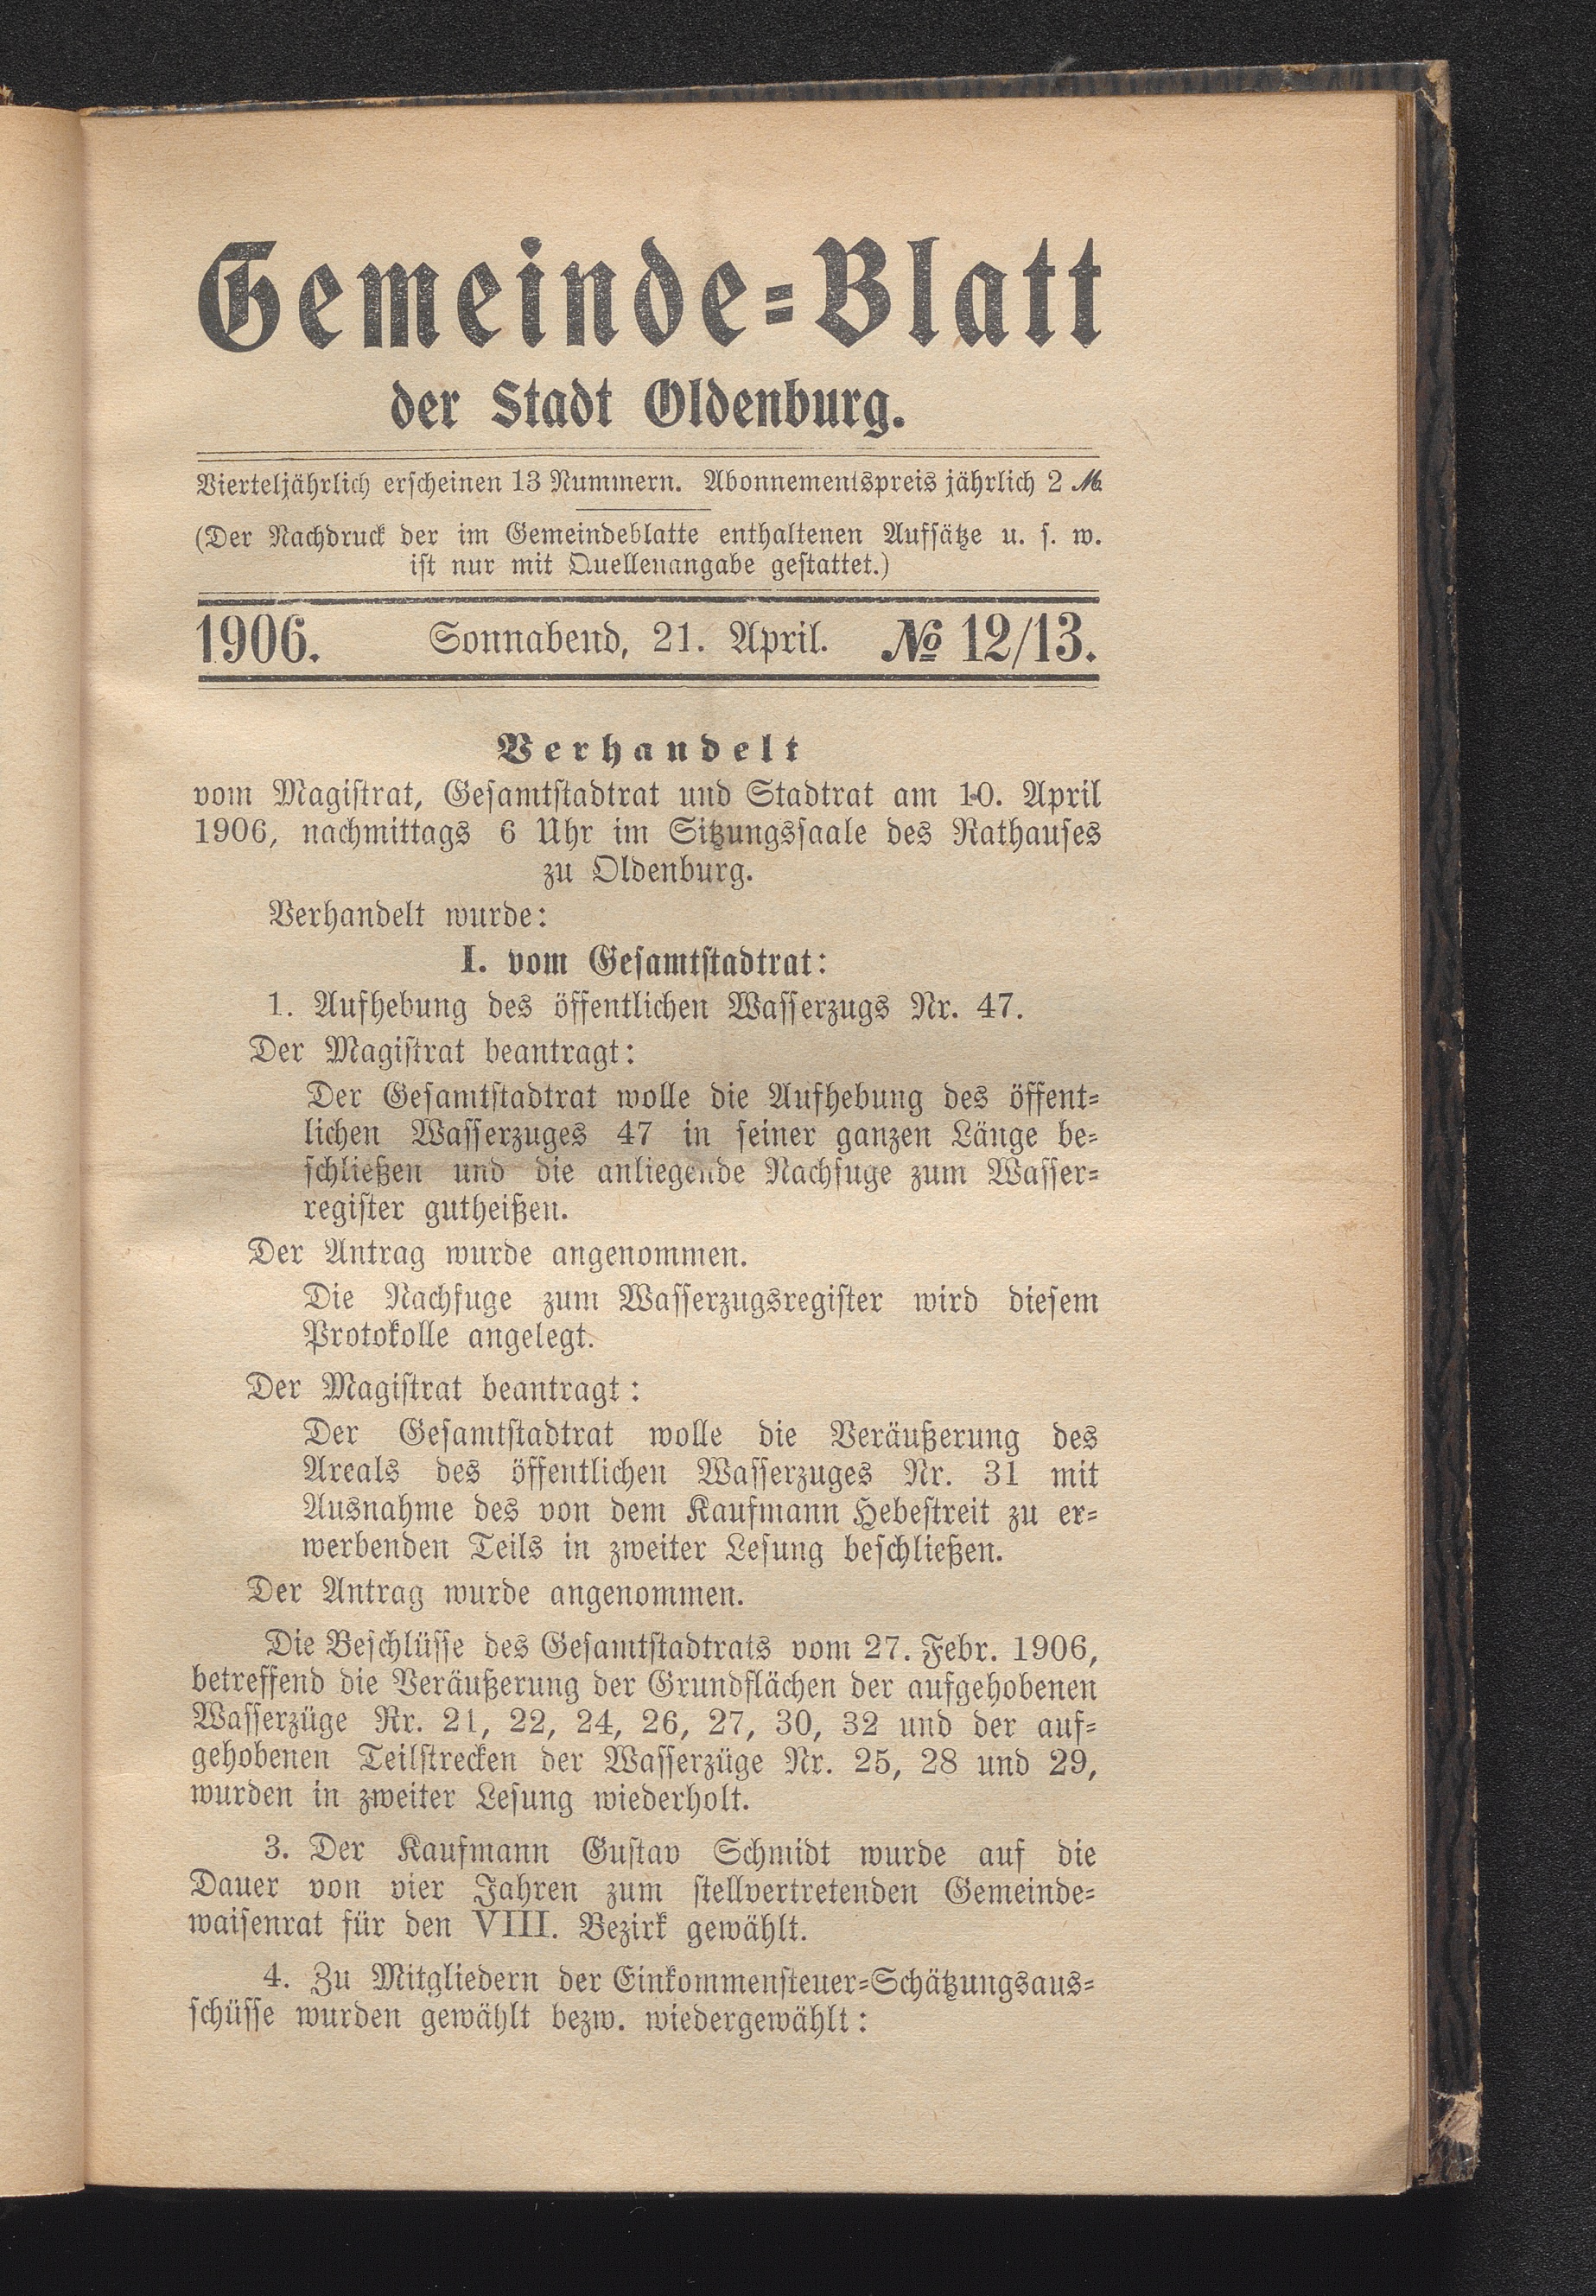 Gemeinde-Blatt
der Stadt Oldenburg.
Vierteljährlich erscheinen 13 Nummern. Abonnementspreis jährlich 2 ℳ
(Der Nachdruck der im Gemeindeblatte enthaltenen Aufsätze u. s. w.
ist nur mit Quellenangabe gestattet.)
1906. Sonnabend, 21. April. № 12/13.
Verhandelt
vom Magistrat, Gesamtstadtrat und Stadtrat am 10. April
1906, nachmittags 6 Uhr im Sitzungssaale des Rathauses
zu Oldenburg.
Verhandelt wurde:
I. vom Gesamtstadtrat:
1. Aufhebung des öffentlichen Wasserzugs Nr. 47.
Der Magistrat beantragt:
Der Gesamtstadtrat wolle die Aufhebung des öffent-
lichen Wasserzuges 47 in seiner ganzen Länge be-
schließen und die anliegende Nachfuge zum Wasser-
register gutheißen.
Der Antrag wurde angenommen.
Die Nachfuge zum Wasserzugsregister wird diesem
Protokolle angelegt.
Der Magistrat beantragt:
Der Gesamtstadtrat wolle die Veräußerung des
Areals des öffentlichen Wasserzuges Nr. 31 mit
Ausnahme des von dem Kaufmann Hebestreit zu er-
werbenden Teils in zweiter Lesung beschließen.
Der Antrag wurde angenommen.
Die Beschlüsse des Gesamtstadtrats vom 27. Febr. 1906,
betreffend die Veräußerung der Grundflächen der aufgehobenen
Wasserzüge Nr. 21, 22, 24, 26, 27, 30, 32 und der auf-
gehobenen Teilstrecken der Wasserzüge Nr. 25, 28 und 29,
wurden in zweiter Lesung wiederholt.
3. Der Kaufmann Gustav Schmidt wurde auf die
Dauer von vier Jahren zum stellvertretenden Gemeinde-
waisenrat für den VIII. Bezirk gewählt.
4. Zu Mitgliedern der Einkommensteuer-Schätzungsaus-
schüsse wurden gewählt bezw. wiedergewählt: